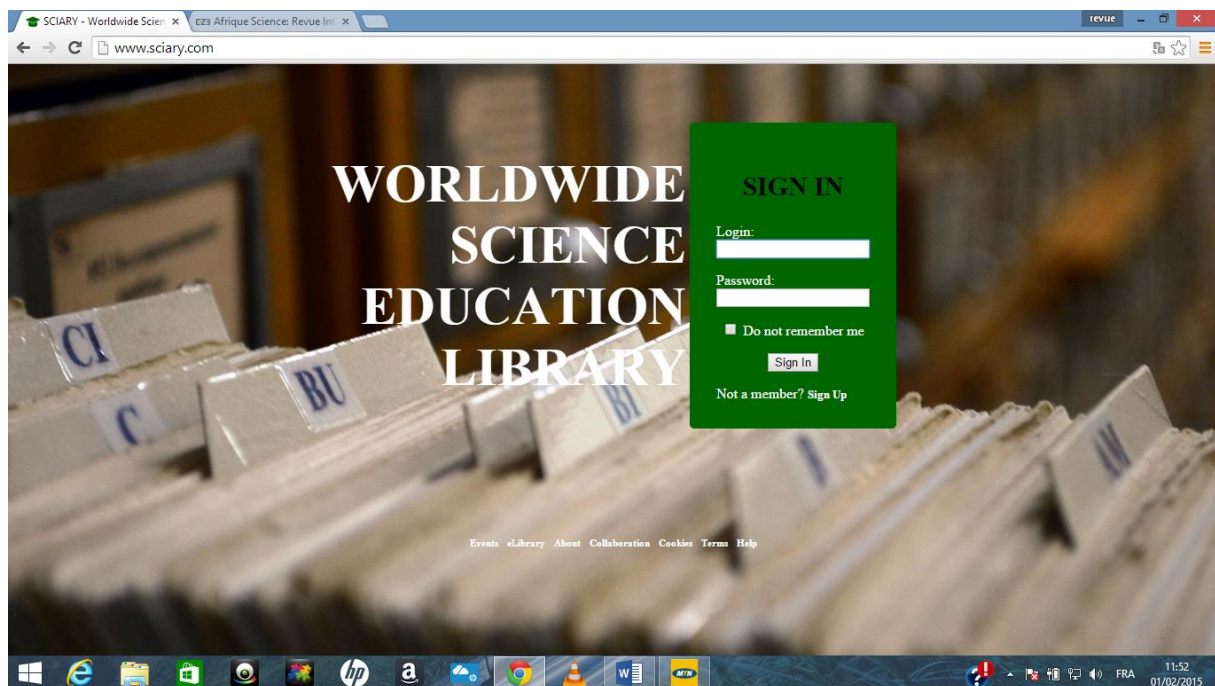 SCIARY - Worldwide Scien
EZ3 Afrique Science: Revue Int
revue
www.sciary.com
WORLDWIDE
SCIENCE
EDUCATION
LIBRARY
SIGN IN
Login:
Password:
Do not remember me
Sign In
Not a member? Sign Up
CI
BU
C
BI
AM
Events eLibrary About Collaboration Cookies Terms Help
hp
a
W
MTN
FRA
11:52
01/02/2015